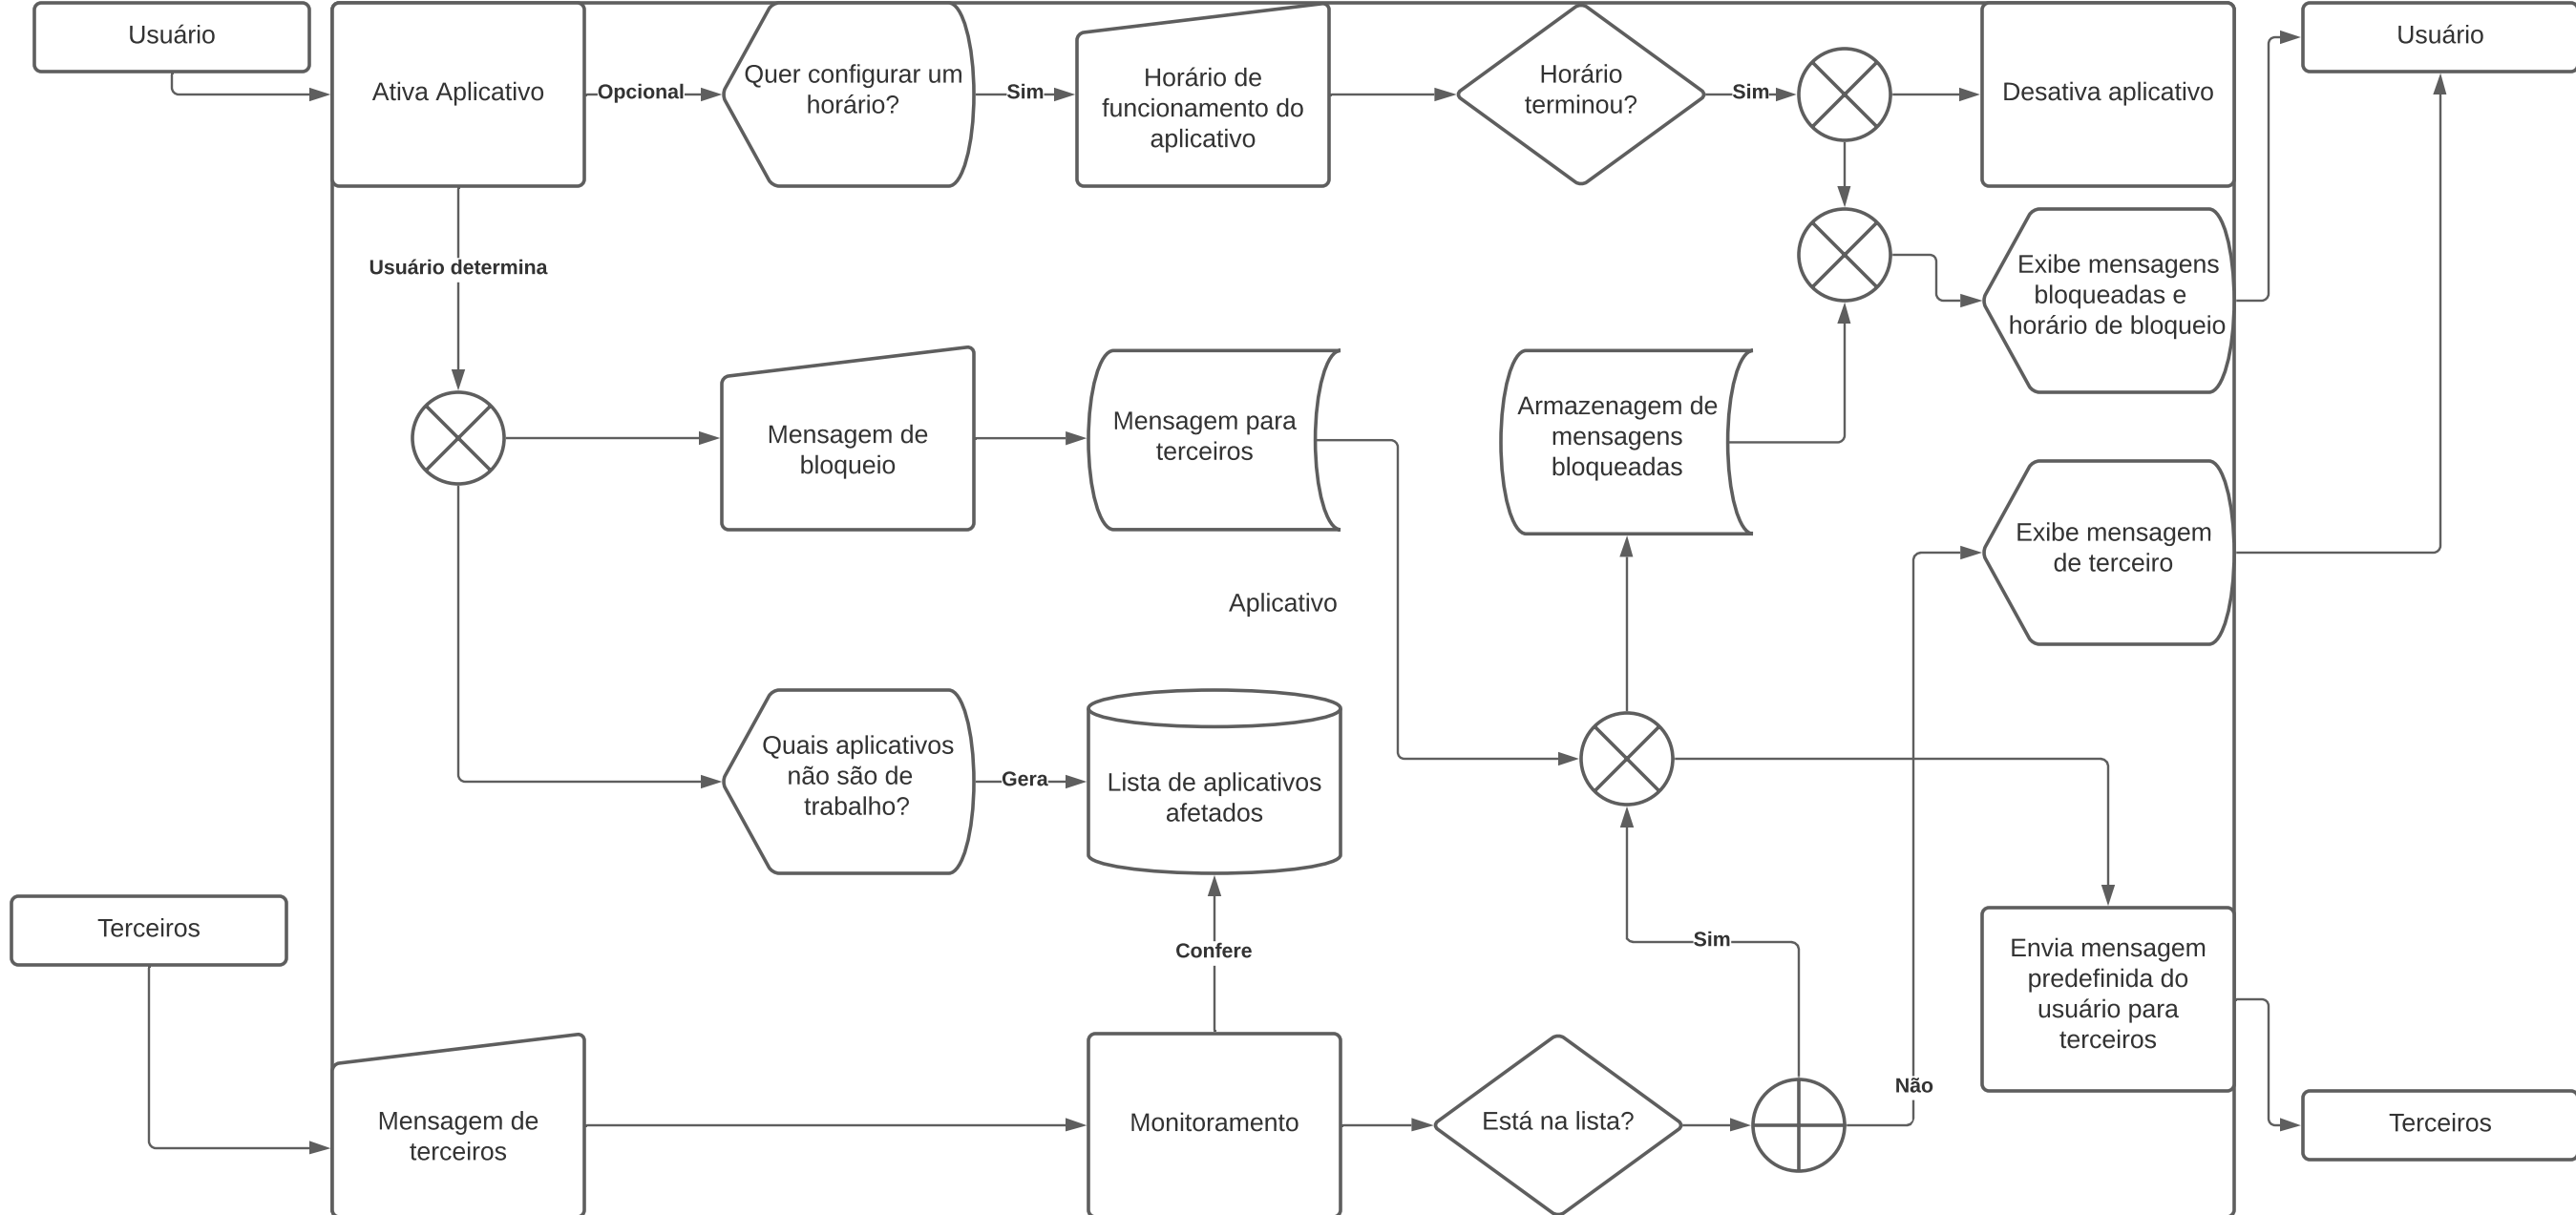 Usuário
Ativa Aplicativo
Opcional
Quer configurar um
horário?
Sim
Horário de
funcionamento do
aplicativo
Horário
terminou?
Sim
Desativa aplicativo
Usuário
Usuário determina
Exibe mensagens
bloqueadas e
horário de bloqueio
Mensagem de
bloqueio
Mensagem para
terceiros
Armazenagem de
mensagens
bloqueadas
Exibe mensagem
de terceiro
Aplicativo
Quais aplicativos
não são de
trabalho?
Gera
Lista de aplicativos
afetados
Terceiros
Confere
Sim
Envia mensagem
predefinida do
usuário para
terceiros
Não
Mensagem de
terceiros
Monitoramento
Está na lista?
Terceiros